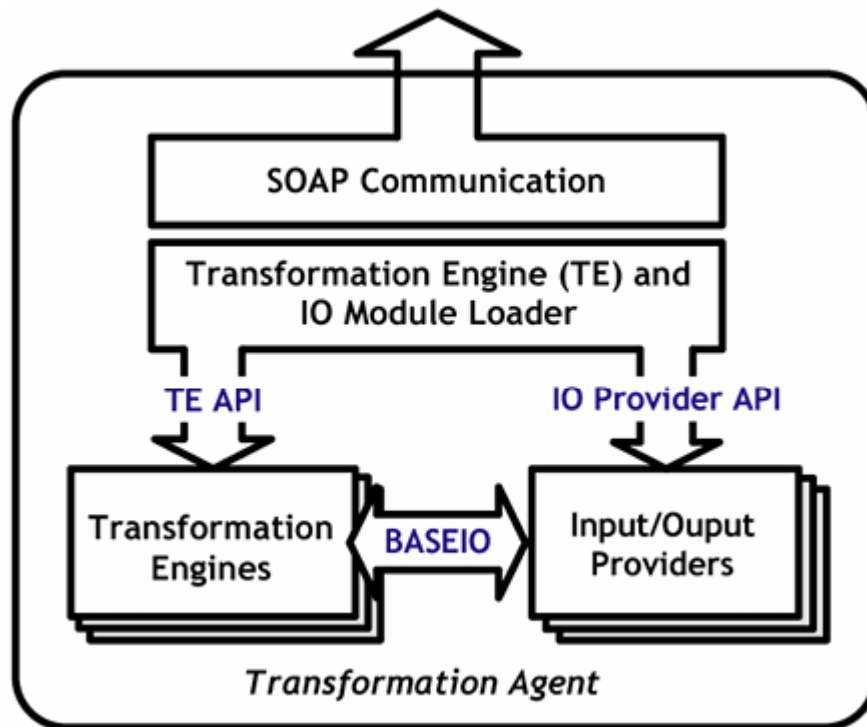 SOAP Communication
Transformation Engine (TE) and
IO Module Loader
TE API
IO Provider API
Transformation
Engines
BASEIO
Input/Ouput
Providers
Transformation Agent